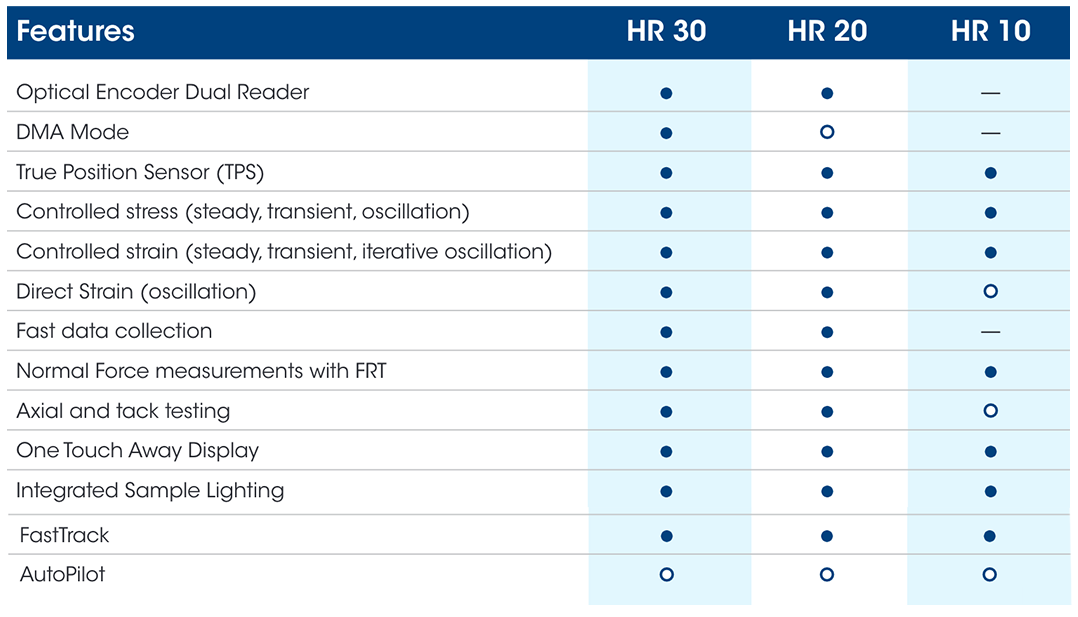 Features HR 30 HR 20 HR 10
Optical Encoder Dual Reader ● ● —
DMA Mode ● ○ —
True Position Sensor (TPS) ● ● ●
Controlled stress (steady, transient, oscillation) ● ● ●
Controlled strain (steady, transient, iterative oscillation) ● ● ●
Direct Strain (oscillation) ● ● ○
Fast data collection ● ● —
Normal Force measurements with FRT ● ● ●
Axial and tack testing ● ● ○
One Touch Away Display ● ● ●
Integrated Sample Lighting ● ● ●
FastTrack ● ● ●
AutoPilot ○ ○ ○